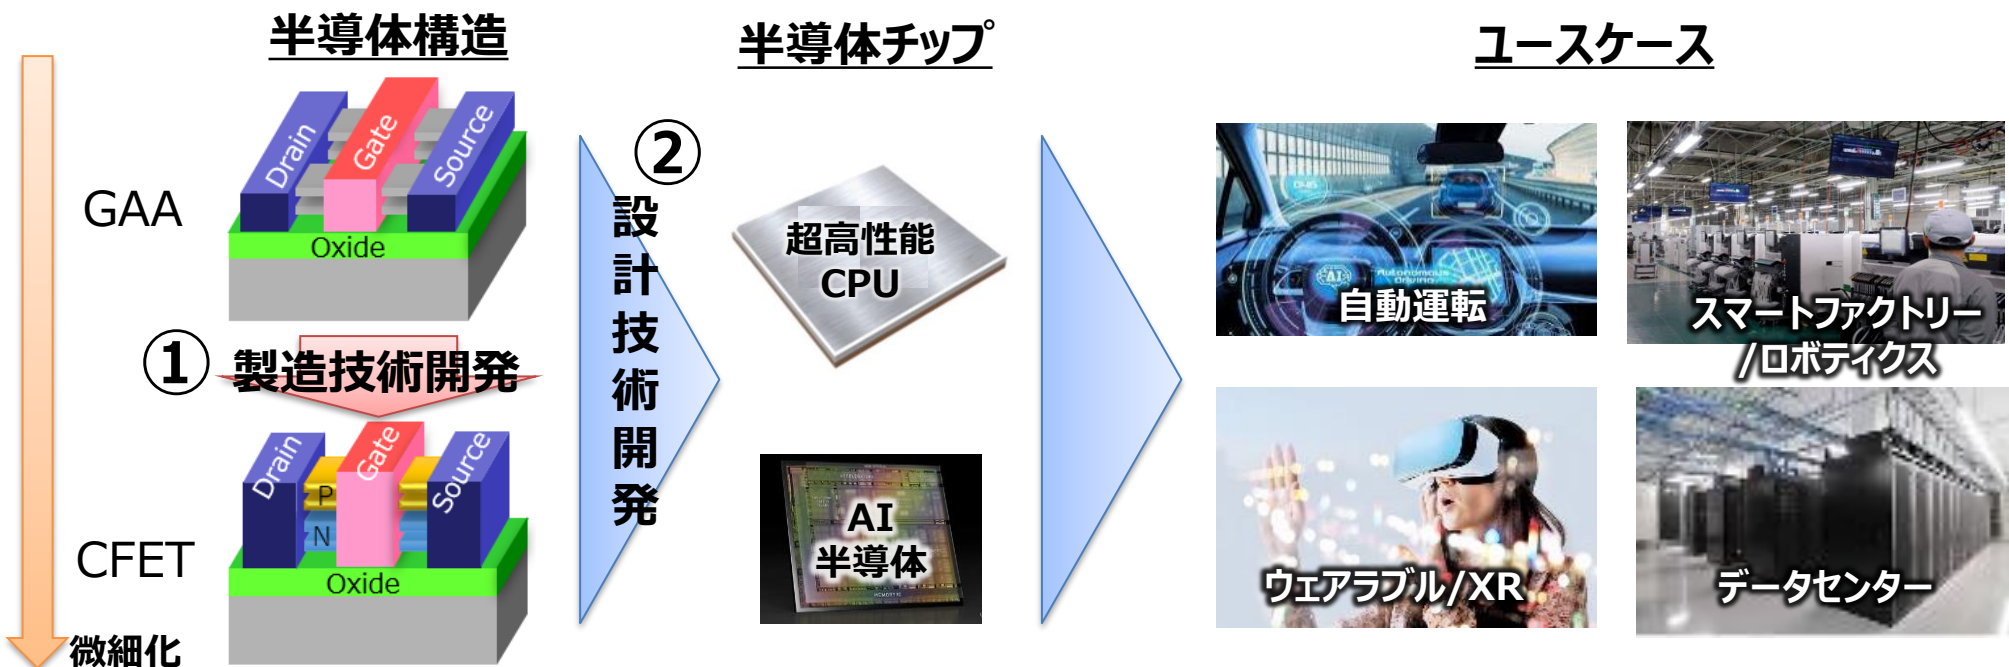 半導体構造
半導体チップ
ユースケース
GAA
Drain
Gate
Source
Oxide
①
製造技術開発
CFET
Drain
Gate
Source
P
N
Oxide
微細化
②
設計技術開発
超高性能
CPU
AI
半導体
自動運転
AI
Autonomous
スマートファクトリー
/ロボティクス
ウェアラブル/XR
データセンター